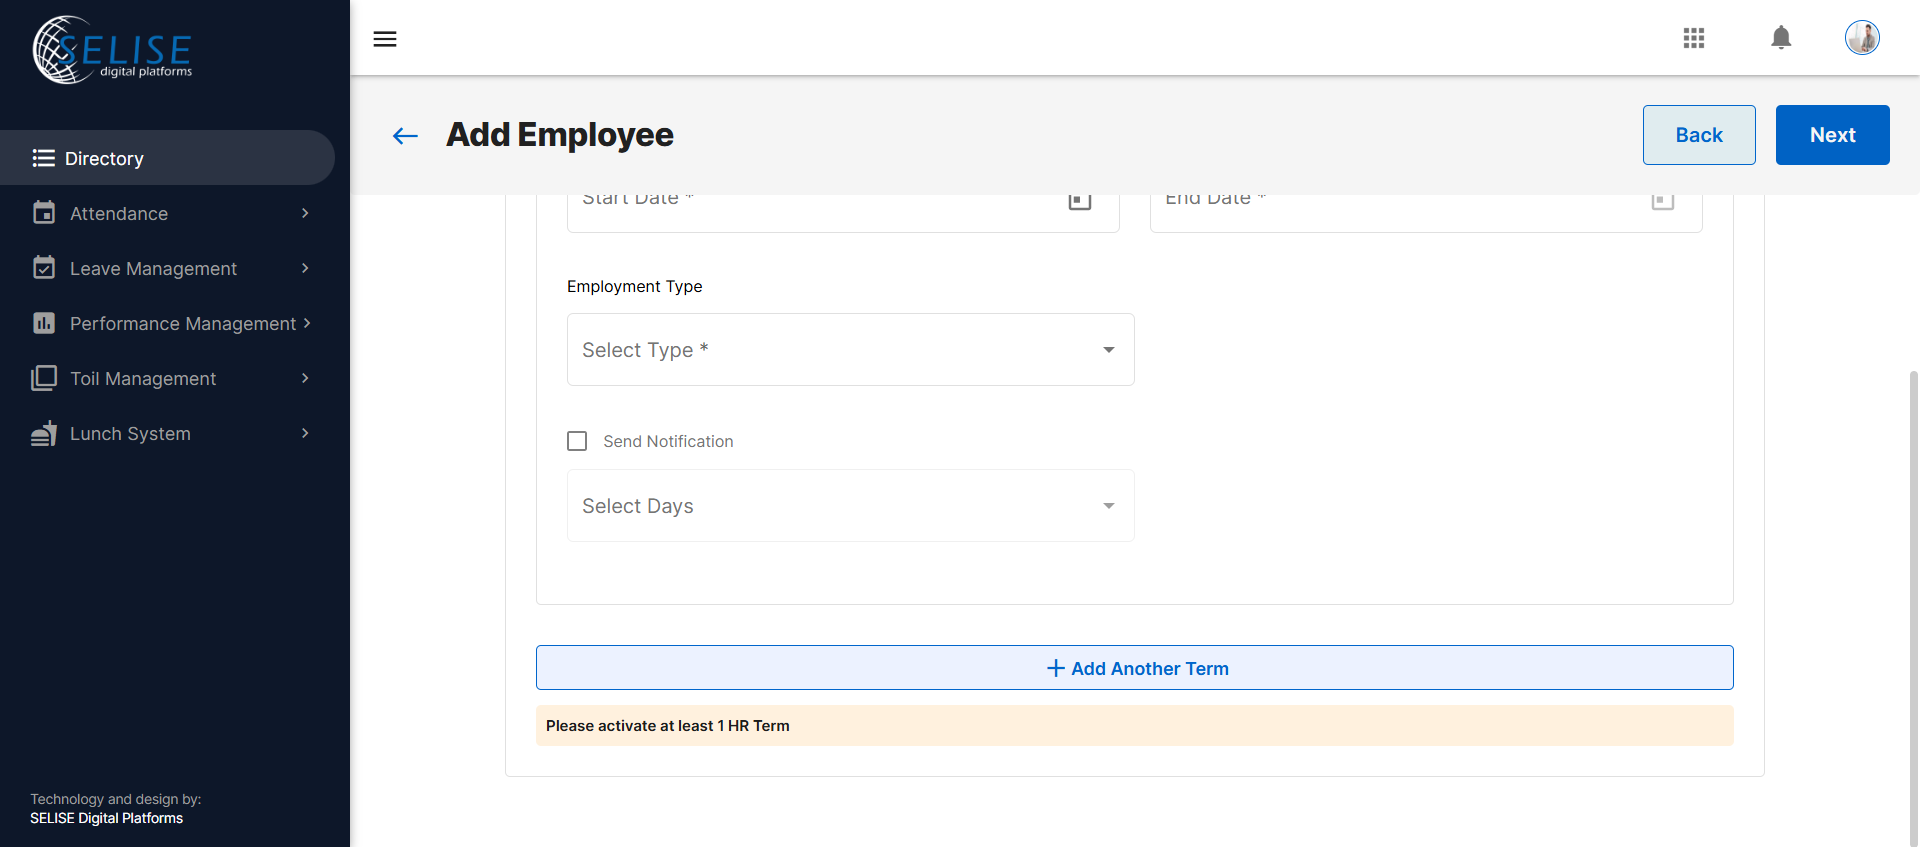 SELISE
digital platforms
Directory
Attendance
Leave Management
Performance Management
Toil Management
Lunch System
Technology and design by:
SELISE Digital Platforms
Add Employee
Back
Next
Start Date *
End Date *
Employment Type
Select Type *
Send Notification
Select Days
Add Another Term
Please activate at least 1 HR Term